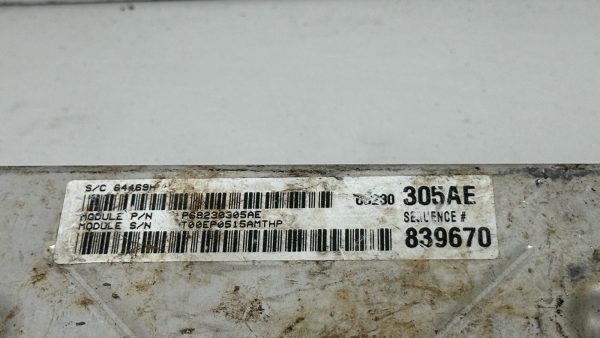 S/C 64469H
68230 305AE
MODULE P/N P68230305AE
SEQUENCE #
MODULE S/N T00EP0515AMTHP
839670